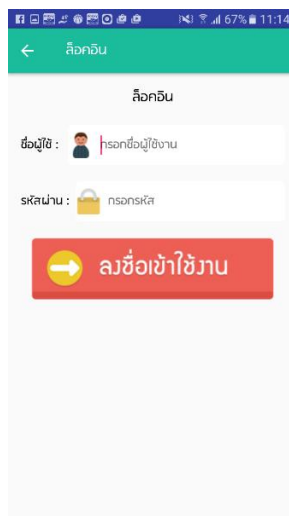 67% 11:14
ล็อคอิน
ล็อคอิน
ชื่อผู้ใช้ : กรอกชื่อผู้ใช้งาน
รหัสผ่าน : กรอกรหัส
ลงชื่อเข้าใช้งาน